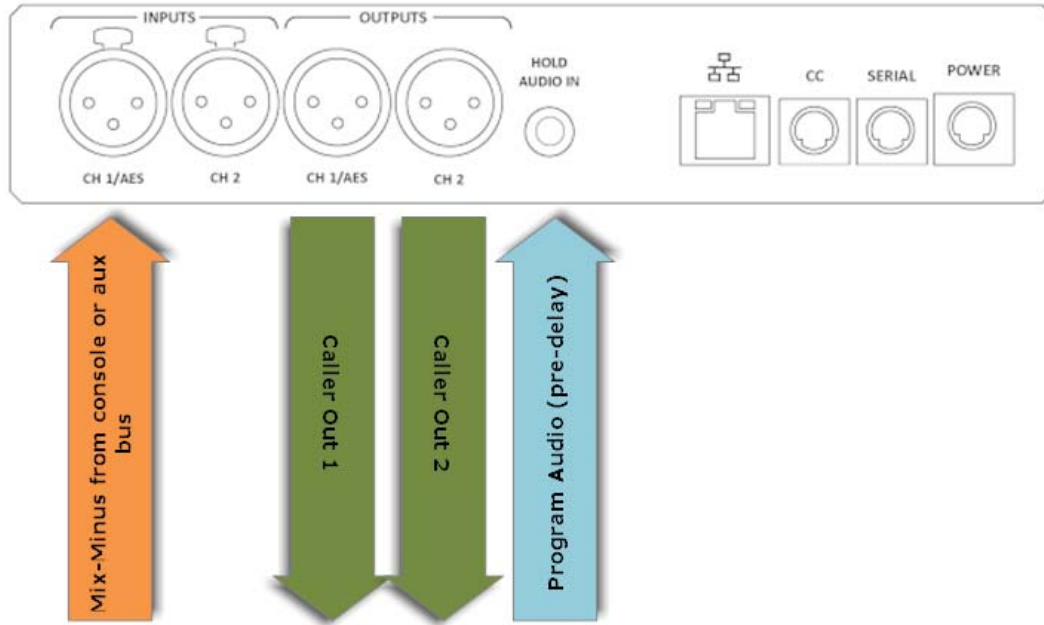 INPUTS
OUTPUTS
HOLD
AUDIO IN
CC
SERIAL
POWER
CH 1/AES
CH 2
CH 1/AES
CH 2
Mix-Minus from console or aux
bus
Caller Out 1
Caller Out 2
Program Audio (pre-delay)